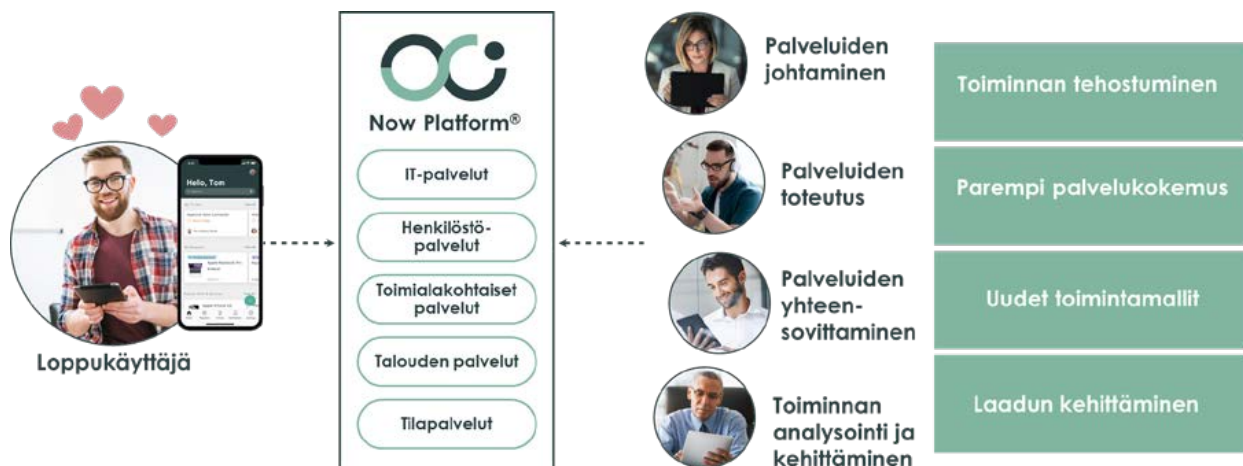 Loppukäyttäjä
Hello, Tom
Now Platform®
IT-palvelut
Henkilöstö-
palvelut
Toimialakohtaiset
palvelut
Talouden palvelut
Tilapalvelut
Palveluiden
johtaminen
Palveluiden
toteutus
Palveluiden
yhteen-
sovittaminen
Toiminnan
analysointi ja
kehittäminen
Toiminnan tehostuminen
Parempi palvelukokemus
Uudet toimintamallit
Laadun kehittäminen